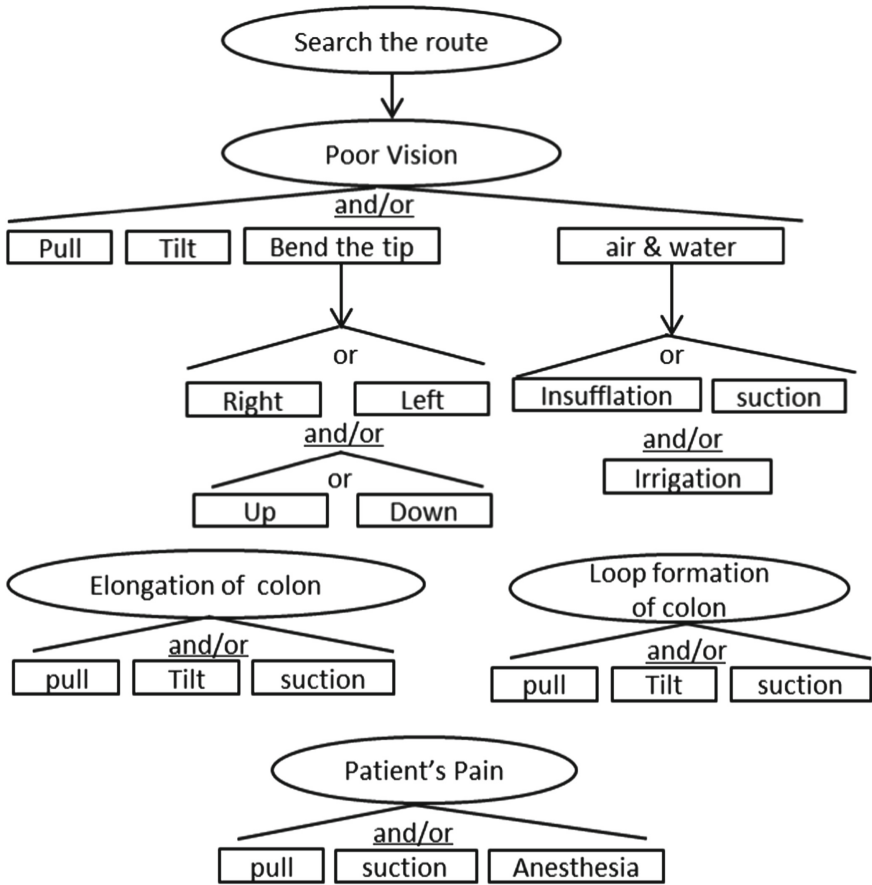 Search the route
Poor Vision
and/or
Pull Tilt Bend the tip air & water
or or
Right Left Insufflation suction
and/or and/or
or Irrigation
Up Down
Elongation of colon Loop formation
of colon
and/or and/or
pull Tilt suction pull Tilt suction
Patient's Pain
and/or
pull suction Anesthesia